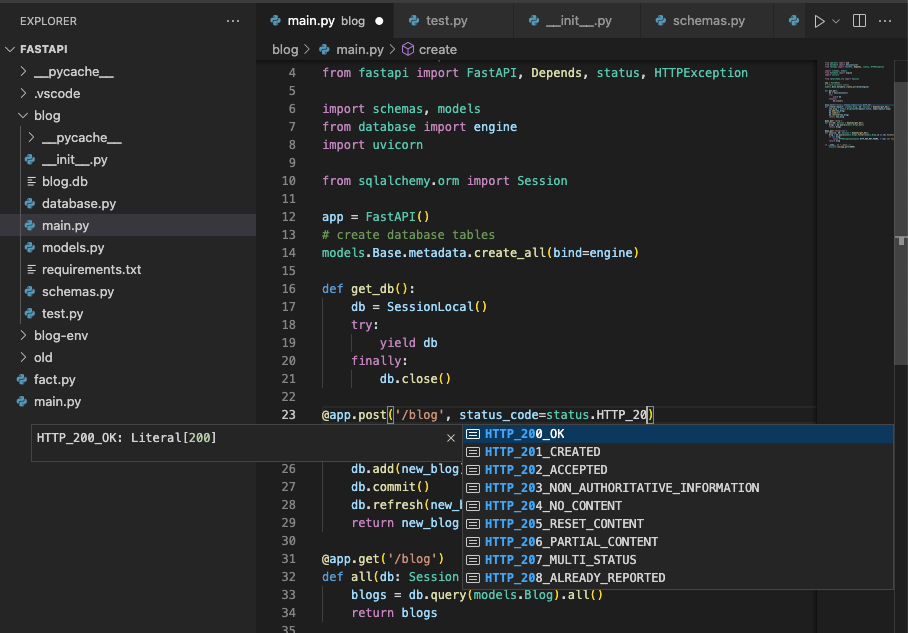 EXPLORER
FASTAPI
__pycache__
.vscode
blog
__pycache__
__init__.py
blog.db
database.py
main.py
models.py
requirements.txt
schemas.py
test.py
blog-env
old
fact.py
main.py
main.py blog
test.py
__init__.py
schemas.py
blog > main.py > create
4 from fastapi import FastAPI, Depends, status, HTTPException
5
6 import schemas, models
7 from database import engine
8 import uvicorn
9
10 from sqlalchemy.orm import Session
11
12 app = FastAPI()
13 # create database tables
14 models.Base.metadata.create_all(bind=engine)
15
16 def get_db():
17 db = SessionLocal()
18 try:
19 yield db
20 finally:
21 db.close()
22
23 @app.post('/blog', status_code=status.HTTP_20)
HTTP_200_OK: Literal[200]
HTTP_200_OK
HTTP_201_CREATED
HTTP_202_ACCEPTED
HTTP_203_NON_AUTHORITATIVE_INFORMATION
HTTP_204_NO_CONTENT
HTTP_205_RESET_CONTENT
HTTP_206_PARTIAL_CONTENT
HTTP_207_MULTI_STATUS
HTTP_208_ALREADY_REPORTED
26 db.add(new_blog
27 db.commit()
28 db.refresh(new_b
29 return new_blog
30
31 @app.get('/blog')
32 def all(db: Session
33 blogs = db.query(models.Blog).all()
34 return blogs
35